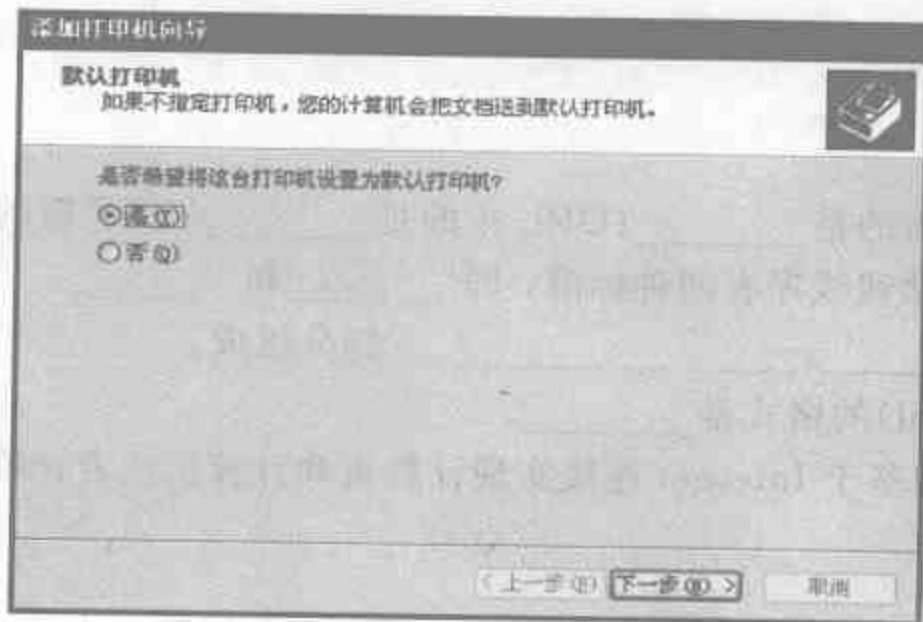 添加打印机向导
默认打印机
如果不指定打印机，您的计算机会把文档送到默认打印机。
是否希望将这台打印机设置为默认打印机?
是(Y)
否(O)
< 上一步(B) 下一步(N) > 取消